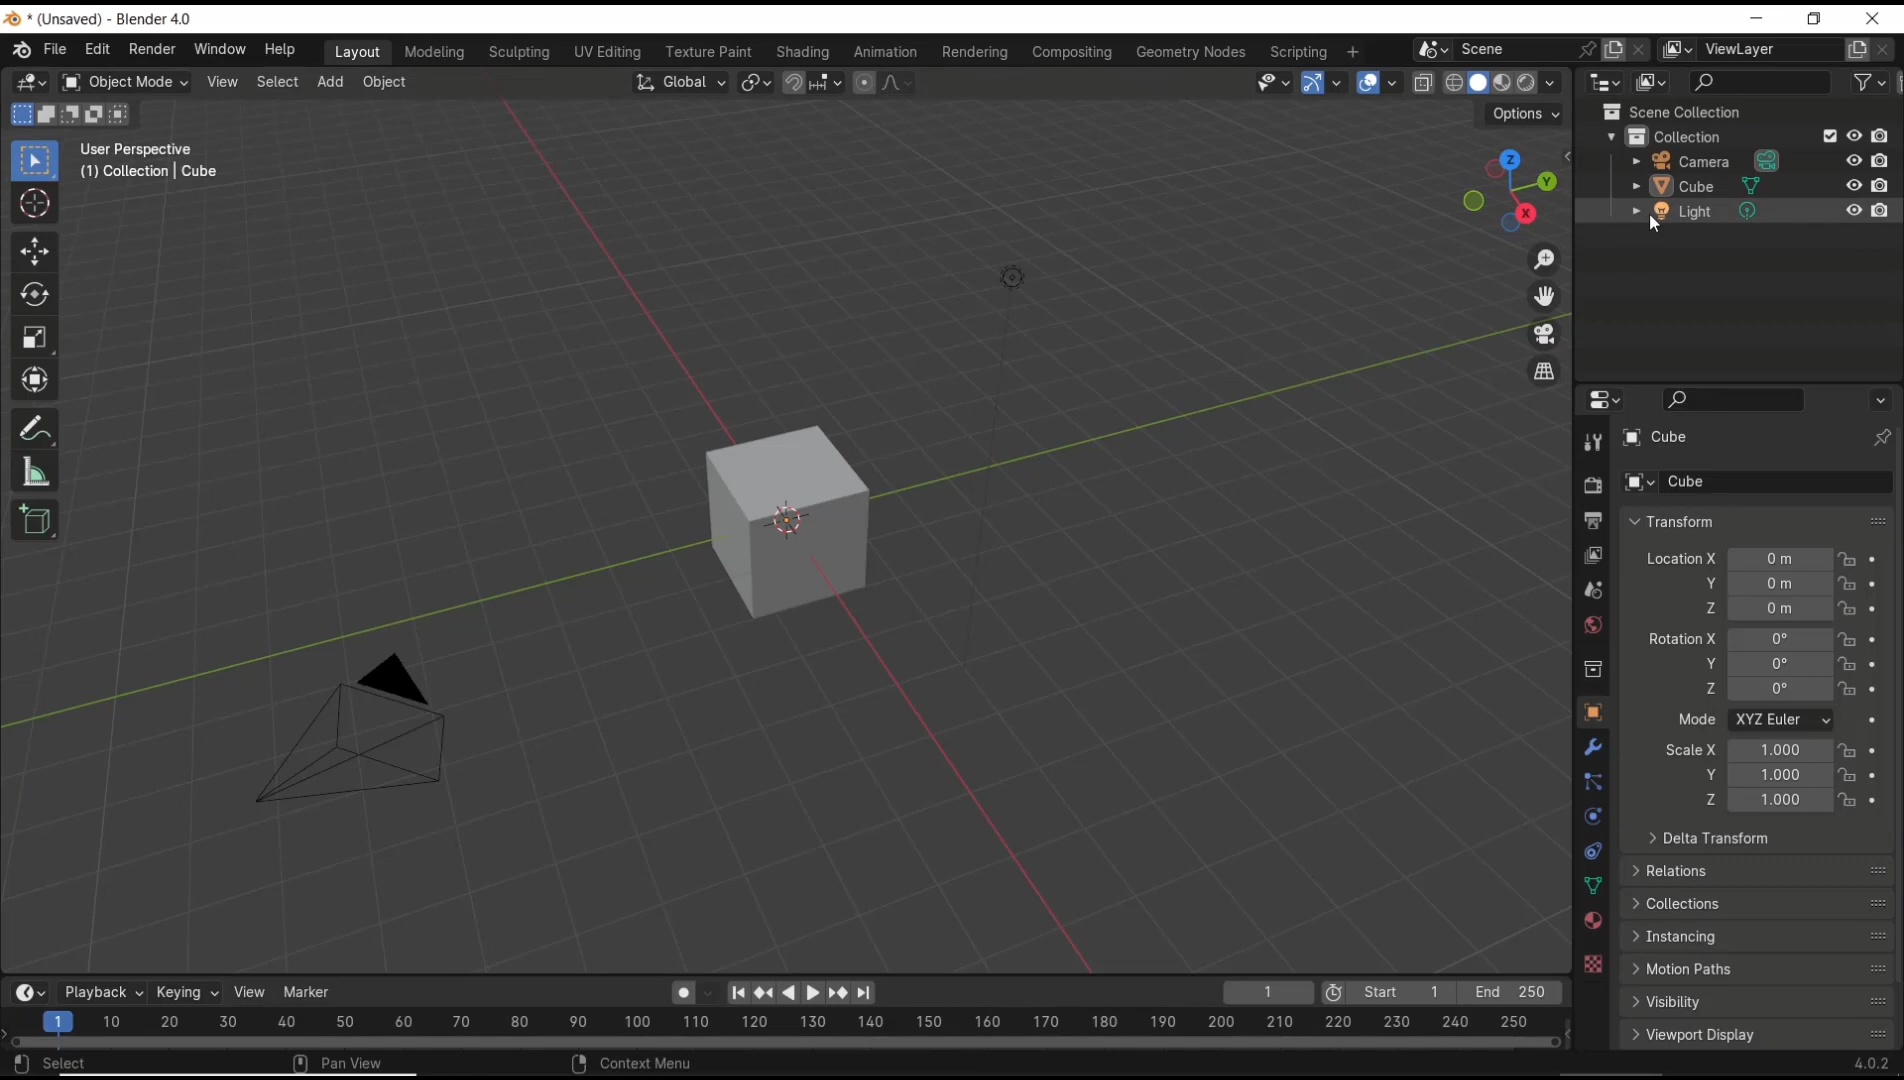 * (Unsaved) - Blender 4.0
File Edit Render Window Help Layout Modeling Sculpting UV Editing Texture Paint Shading Animation Rendering Compositing Geometry Nodes Scripting + Scene ViewLayer
Object Mode View Select Add Object Global
Options
User Perspective
(1) Collection | Cube
Z
Y
X
Scene Collection
Collection
Camera
Cube
Light
Cube
Cube
Transform
Location X 0 m
Y 0 m
Z 0 m
Rotation X 0°
Y 0°
Z 0°
Mode XYZ Euler
Scale X 1.000
Y 1.000
Z 1.000
Delta Transform
Relations
Collections
Instancing
Motion Paths
Visibility
Viewport Display
Playback Keying View Marker 1 Start 1 End 250
1 10 20 30 40 50 60 70 80 90 100 110 120 130 140 150 160 170 180 190 200 210 220 230 240 250
Select Pan View Context Menu 4.0.2